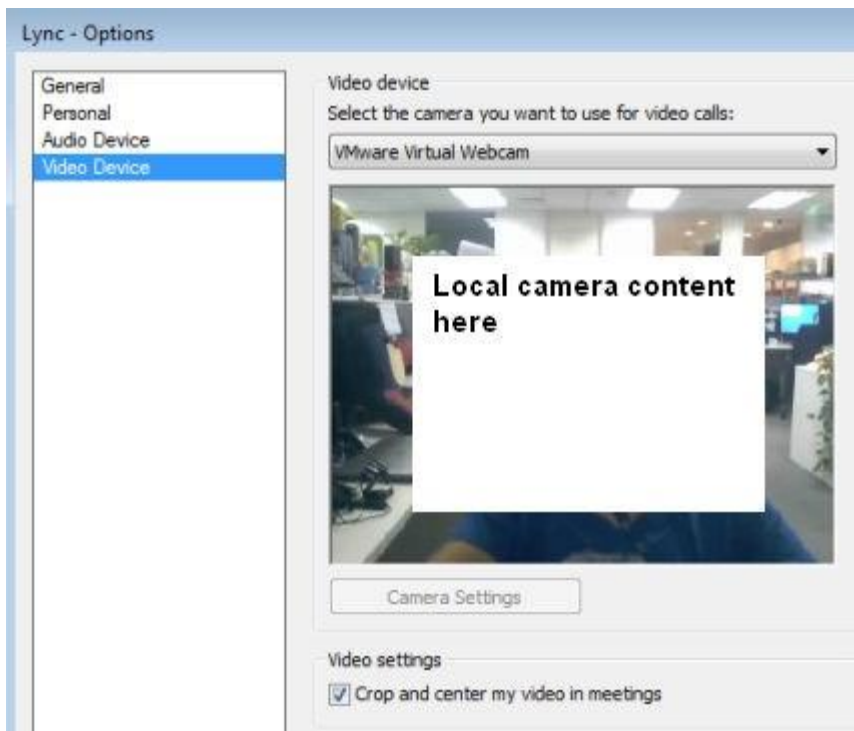 Lync - Options
General
Personal
Audio Device
Video Device
Video device
Select the camera you want to use for video calls:
VMware Virtual Webcam
Local camera content
here
Camera Settings
Video settings
Crop and center my video in meetings